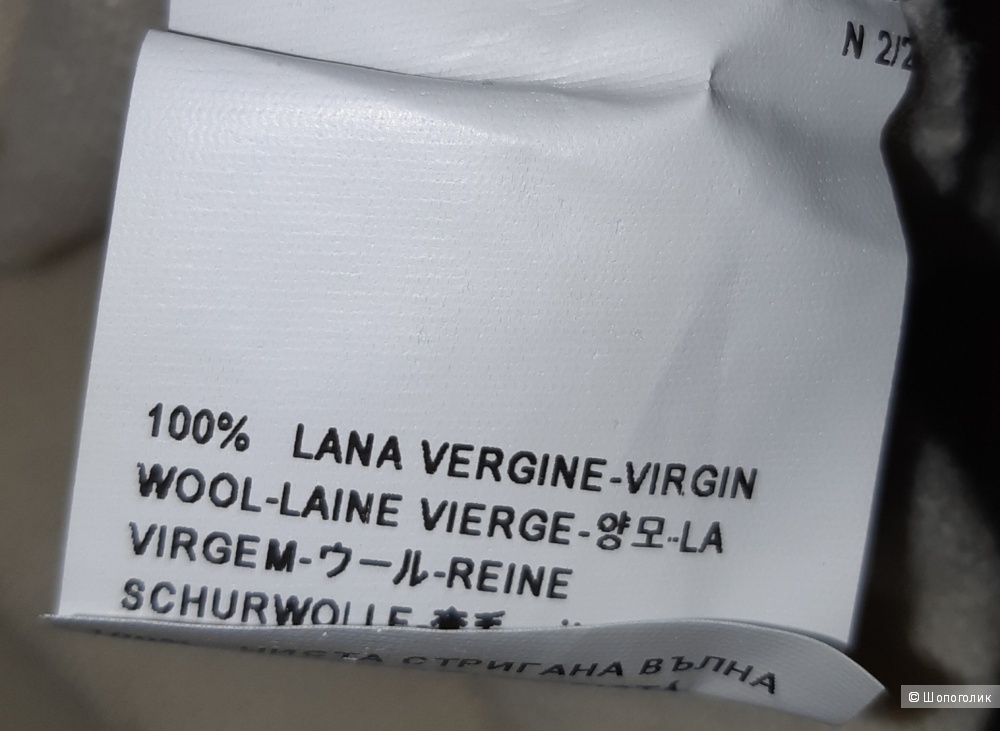 N 2/2
100% LANA VERGINE-VIRGIN
WOOL-LAINE VIERGE-양모-LA
VIRGEM-ウール-REINE
SCHURWOLLE
ЧИСТА СТРИГАНА ВЪЛНА
© Шопоголик